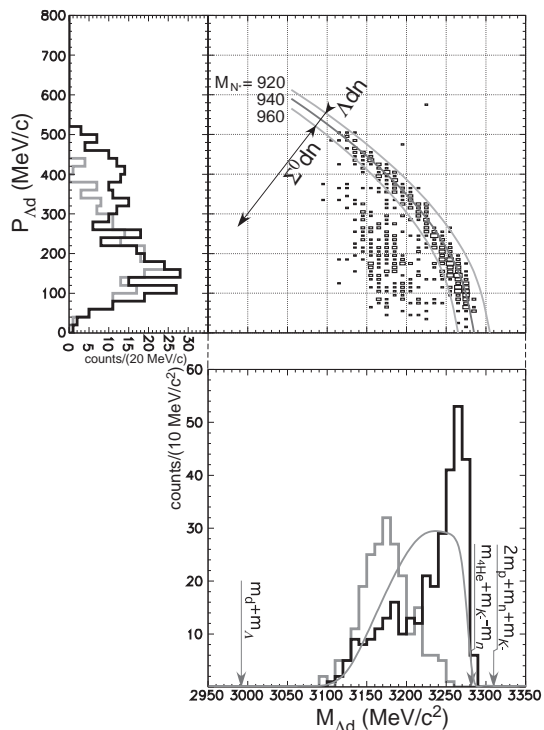 800
700
600
500
400
300
200
100
0
P_Λd (MeV/c)
0
5
10
15
20
25
30
counts/(20 MeV/c)
M_N*= 920
940
960
Λdn
Σ⁰dn
60
50
40
30
20
10
counts/(10 MeV/c²)
m_Λ+m_d
m_4He+m_K⁻-m_n
2m_p+m_n+m_K⁻
2950 3000 3050 3100 3150 3200 3250 3300 3350
M_Λd (MeV/c²)